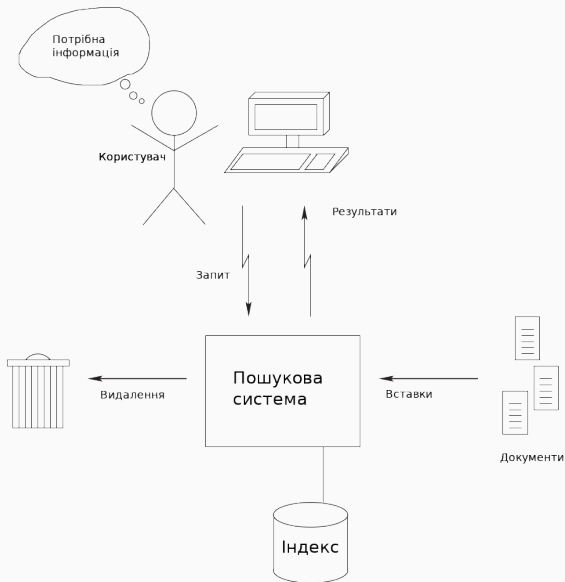 Потрібна
інформація
Користувач
Результати
Запит
Пошукова
система
Видалення
Вставки
Документи
Індекс